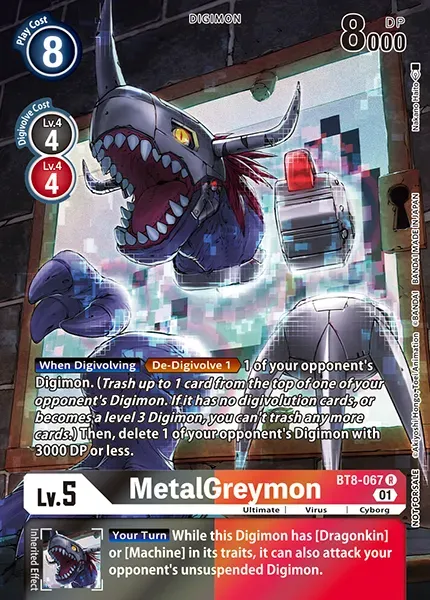 DIGIMON
Play Cost
8
8000
DP
Digivolve Cost
Lv.4
4
Lv.4
4
Nakano Haito
When Digivolving De-Digivolve 1 1 of your opponent's
Digimon. (Trash up to 1 card from the top of one of your
opponent's Digimon. If it has no digivolution cards, or
becomes a level 3 Digimon, you can't trash any more
cards.) Then, delete 1 of your opponent's Digimon with
3000 DP or less.
©Akiyoshi Hongo•Toei Animation ©BANDAI BANDAI MADE IN JAPAN
NOT FOR SALE
Lv.5
MetalGreymon
BT8-067 R
01
Ultimate | Virus | Cyborg
Inherited Effect
Your Turn While this Digimon has [Dragonkin]
or [Machine] in its traits, it can also attack your
opponent's unsuspended Digimon.